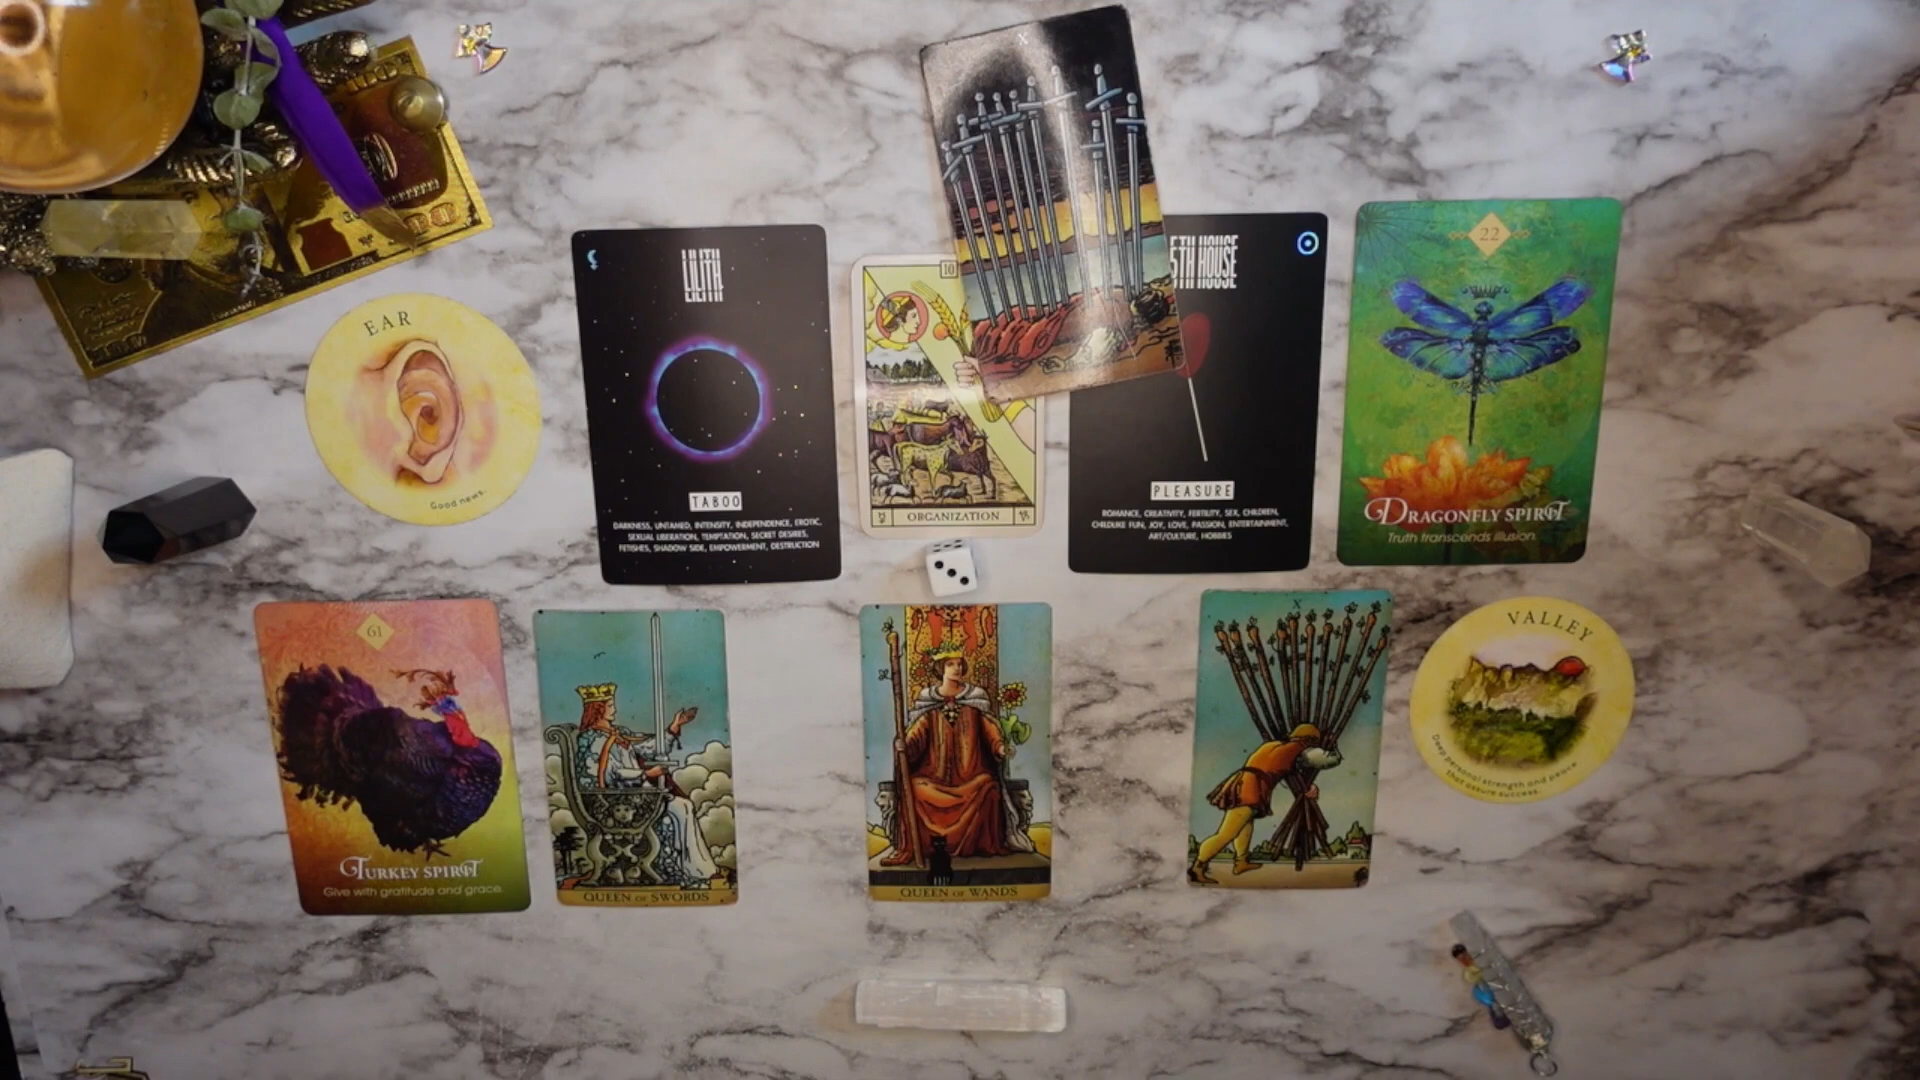 EAR
Good news.
LILITH
TABOO
DARKNESS, UNTAMED, INTENSITY, INDEPENDENCE, EROTIC,
SEXUAL LIBERATION, TEMPTATION, SECRET DESIRES,
FETISHES, SHADOW SIDE, EMPOWERMENT, DESTRUCTION
10
ORGANIZATION
X
5TH HOUSE
PLEASURE
ROMANCE, CREATIVITY, FERTILITY, SEX, CHILDREN,
CHILDLIKE FUN, JOY, LOVE, PASSION, ENTERTAINMENT,
ART/CULTURE, HOBBIES
22
DRAGONFLY SPIRIT
Truth transcends illusion.
61
TURKEY SPIRIT
Give with gratitude and grace.
QUEEN OF SWORDS
QUEEN OF WANDS
X
VALLEY
Deep personal strength and peace
that assure success.